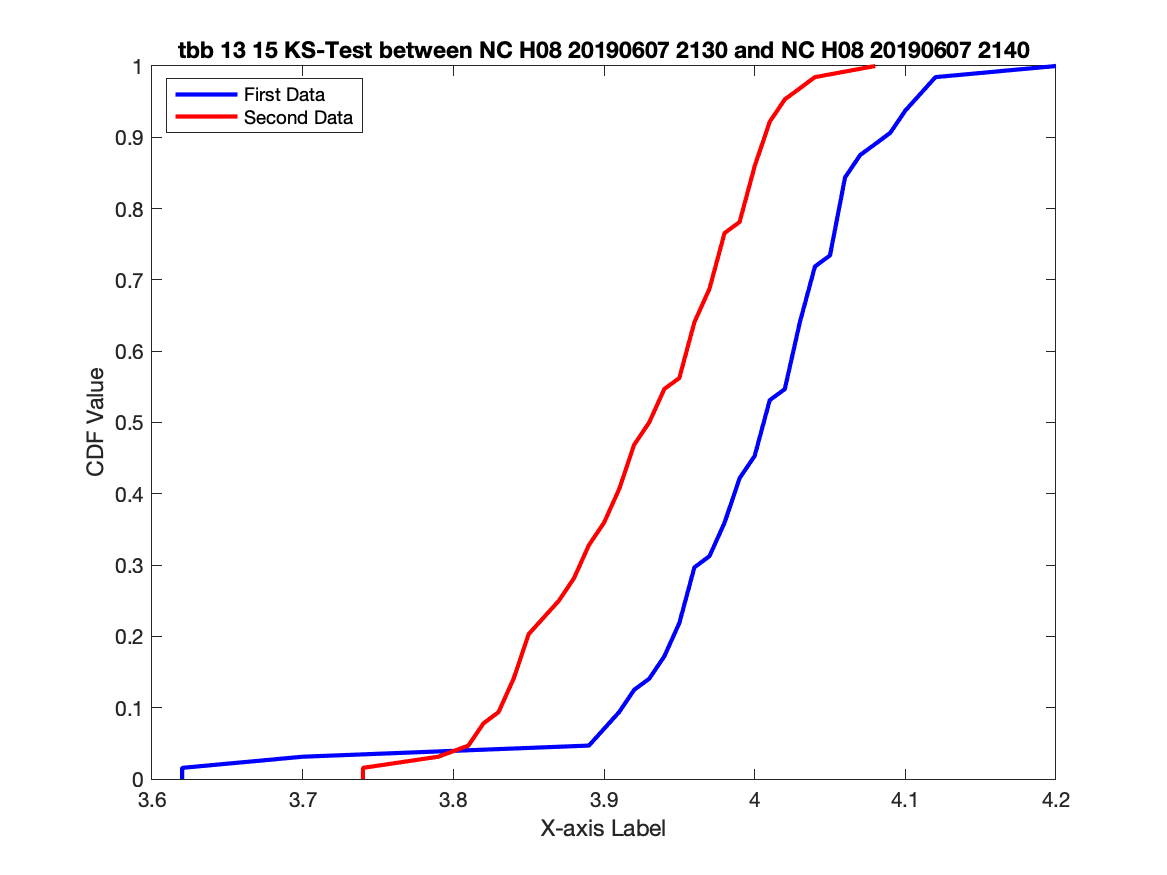 tbb 13 15 KS-Test between NC H08 20190607 2130 and NC H08 20190607 2140
First Data
Second Data
1
0.9
0.8
0.7
0.6
0.5
0.4
0.3
0.2
0.1
0
CDF Value
3.6 3.7 3.8 3.9 4 4.1 4.2
X-axis Label